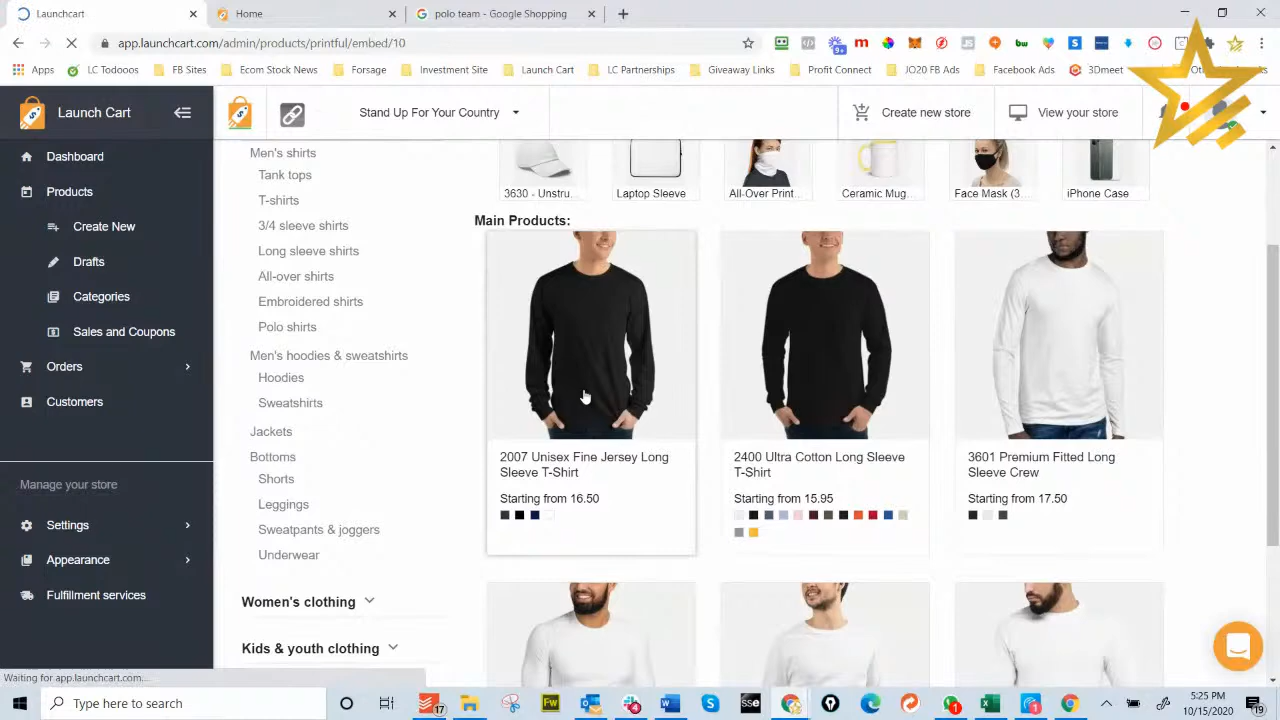 Launchcart
Home
polo team - Google Shopping
app.launchcart.com/admin/products/printful/embed/10
Apps
LC Todooos
FB Sites
Ecom Stock News
Investment St
Launch Cart
LC Partnerships
Giveaway Links
Profit Connect
JO20 FB Ads
Facebook Ads
3Dmeet
Launch Cart
Stand Up For Your Country
Create new store
View your store
Dashboard
Products
Create New
Drafts
Categories
Sales and Coupons
Orders
Customers
Manage your store
Settings
Appearance
Fulfillment services
Men's shirts
Tank tops
T-shirts
3/4 sleeve shirts
Long sleeve shirts
All-over shirts
Embroidered shirts
Polo shirts
Men's hoodies & sweatshirts
Hoodies
Sweatshirts
Jackets
Bottoms
Shorts
Leggings
Sweatpants & joggers
Underwear
Women's clothing
Kids & youth clothing
3630 - Unstru...
Laptop Sleeve
All-Over Print...
Ceramic Mug...
Face Mask (3...
iPhone Case
Main Products:
2007 Unisex Fine Jersey Long
Sleeve T-Shirt
Starting from 16.50
2400 Ultra Cotton Long Sleeve
T-Shirt
Starting from 15.95
3601 Premium Fitted Long
Sleeve Crew
Starting from 17.50
Waiting for app.launchcart.com...
Type here to search
5:25 PM
10/15/2020